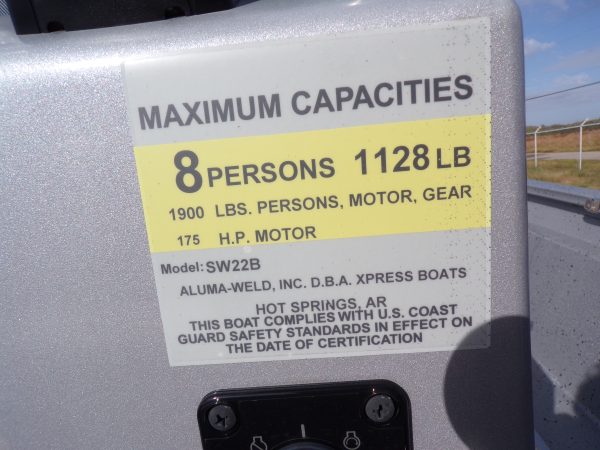 MAXIMUM CAPACITIES
8 PERSONS 1128 LB
1900 LBS. PERSONS, MOTOR, GEAR
175 H.P. MOTOR
Model: SW22B
ALUMA-WELD, INC. D.B.A. XPRESS BOATS
HOT SPRINGS, AR
THIS BOAT COMPLIES WITH U.S. COAST
GUARD SAFETY STANDARDS IN EFFECT ON
THE DATE OF CERTIFICATION